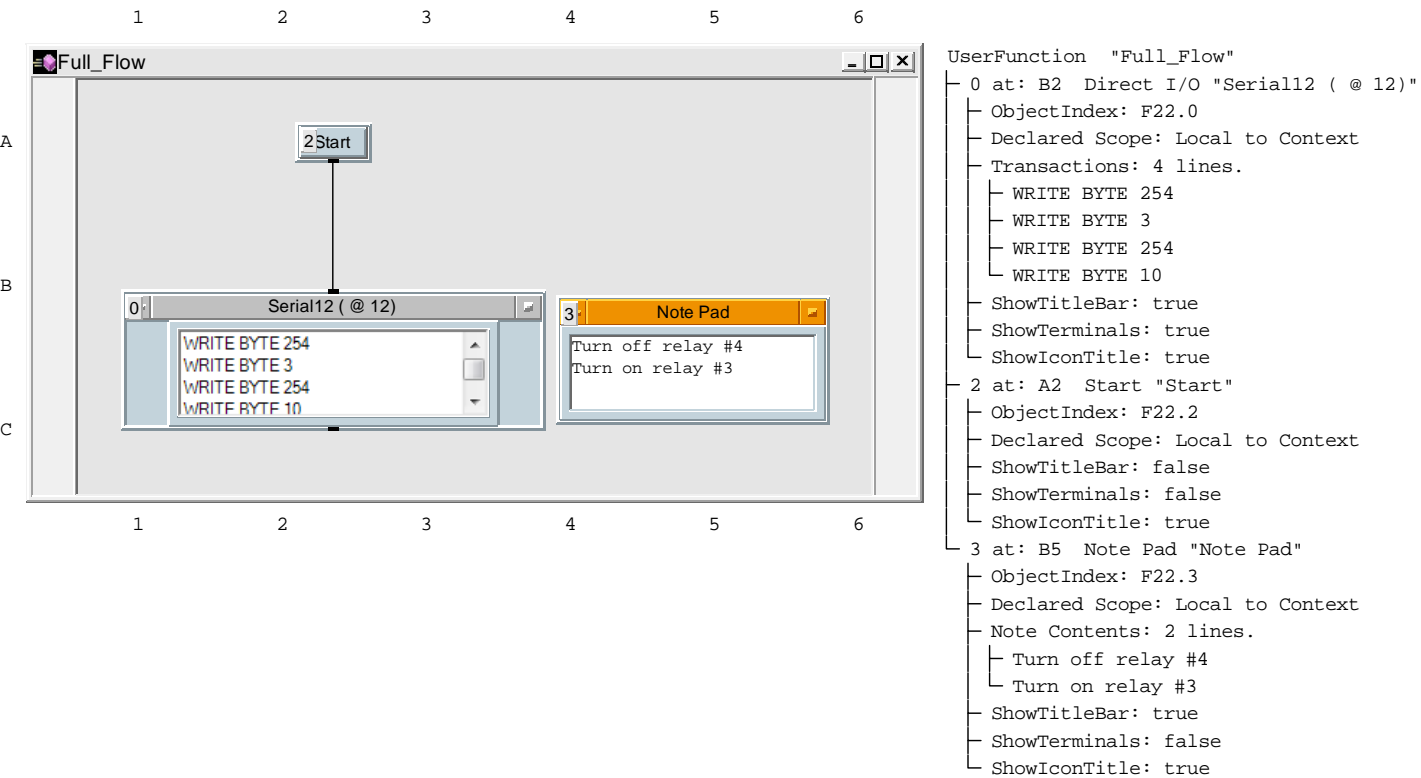 1 2 3 4 5 6
Full_Flow
A
2 Start
B
0 Serial12 ( @ 12)
WRITE BYTE 254
WRITE BYTE 3
WRITE BYTE 254
WRITE BYTE 10
3 Note Pad
Turn off relay #4
Turn on relay #3
C
1 2 3 4 5 6
UserFunction "Full_Flow"
0 at: B2 Direct I/O "Serial12 ( @ 12)"
ObjectIndex: F22.0
Declared Scope: Local to Context
Transactions: 4 lines.
WRITE BYTE 254
WRITE BYTE 3
WRITE BYTE 254
WRITE BYTE 10
ShowTitleBar: true
ShowTerminals: true
ShowIconTitle: true
2 at: A2 Start "Start"
ObjectIndex: F22.2
Declared Scope: Local to Context
ShowTitleBar: false
ShowTerminals: false
ShowIconTitle: true
3 at: B5 Note Pad "Note Pad"
ObjectIndex: F22.3
Declared Scope: Local to Context
Note Contents: 2 lines.
Turn off relay #4
Turn on relay #3
ShowTitleBar: true
ShowTerminals: false
ShowIconTitle: true